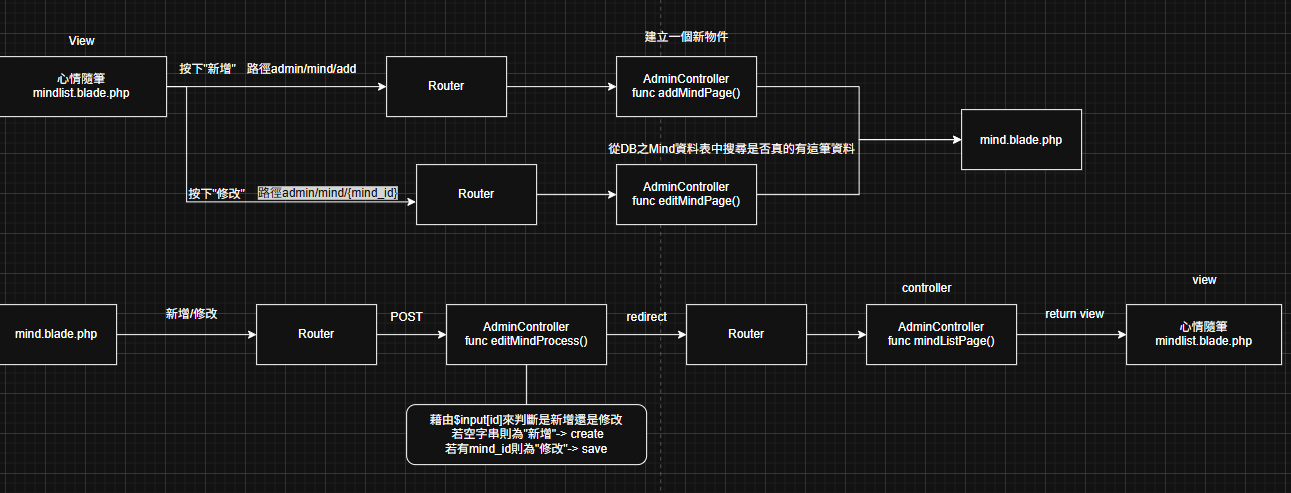 View
建立一個新物件
心情隨筆
mindlist.blade.php
按下"新增" 路徑admin/mind/add
Router
AdminController
func addMindPage()
mind.blade.php
從DB之Mind資料表中搜尋是否真的有這筆資料
按下"修改" 路徑admin/mind/{mind_id}
Router
AdminController
func editMindPage()
view
controller
mind.blade.php
新增/修改
Router
POST
AdminController
func editMindProcess()
redirect
Router
AdminController
func mindListPage()
return view
心情隨筆
mindlist.blade.php
藉由$input[id]來判斷是新增還是修改
若空字串則為"新增"-> create
若有mind_id則為"修改"-> save